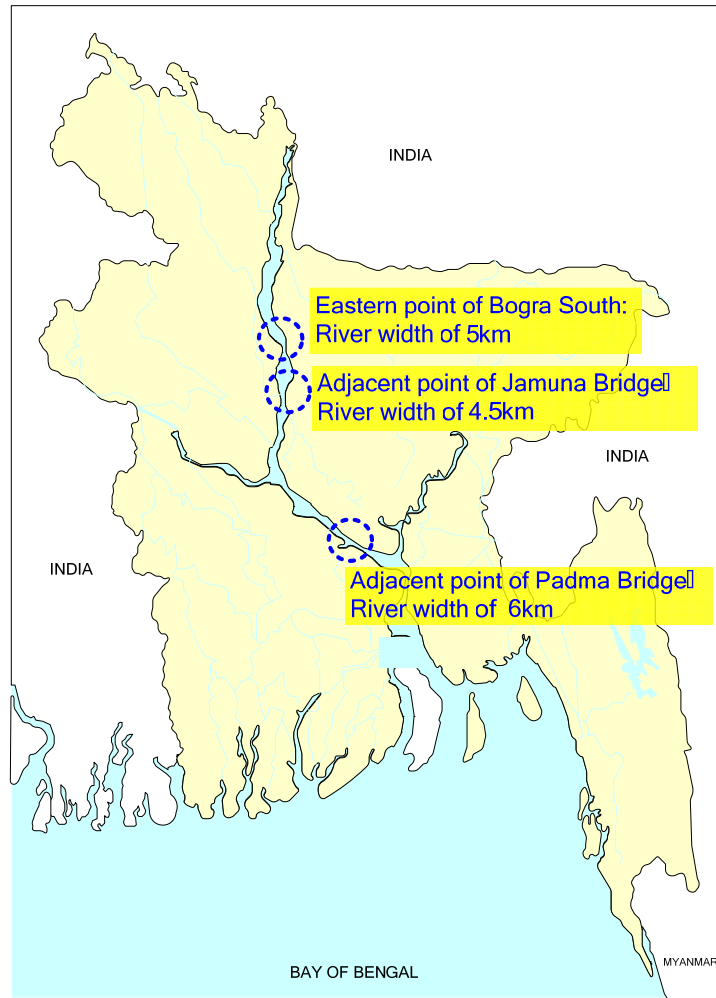 INDIA
Eastern point of Bogra South:
River width of 5km
Adjacent point of Jamuna Bridge
River width of 4.5km
INDIA
INDIA
Adjacent point of Padma Bridge
River width of 6km
MYANMAR
BAY OF BENGAL